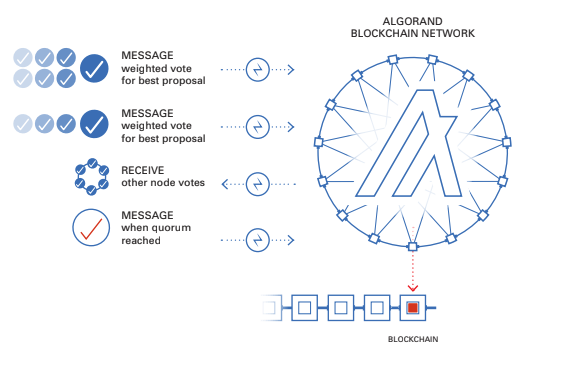 ALGORAND
BLOCKCHAIN NETWORK
MESSAGE
weighted vote
for best proposal
MESSAGE
weighted vote
for best proposal
RECEIVE
other node votes
MESSAGE
when quorum
reached
BLOCKCHAIN